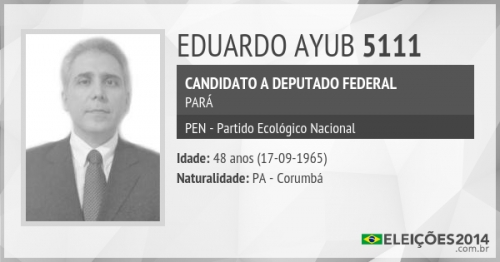 EDUARDO AYUB 5111
CANDIDATO A DEPUTADO FEDERAL
PARÁ
PEN - Partido Ecológico Nacional
Idade: 48 anos (17-09-1965)
Naturalidade: PA - Corumbá
ELEIÇÕES2014
.com.br